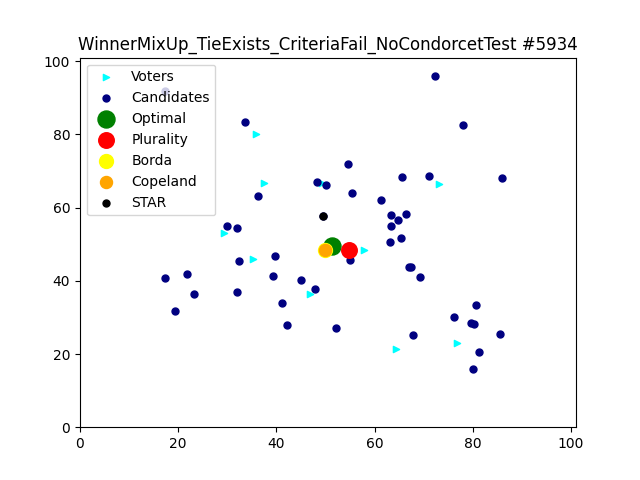 WinnerMixUp_TieExists_CriteriaFail_NoCondorcetTest #5934
100
80
60
40
20
0
Voters
Candidates
Optimal
Plurality
Borda
Copeland
STAR
0 20 40 60 80 100